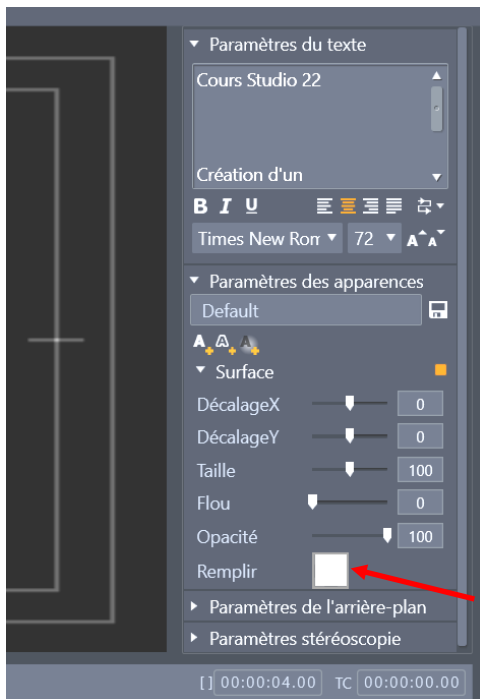 Paramètres du texte
Cours Studio 22
Création d'un
B I U
Times New Rom 72 A A
Paramètres des apparences
Default
A A A
Surface
DécalageX 0
DécalageY 0
Taille 100
Flou 0
Opacité 100
Remplir
Paramètres de l'arrière-plan
Paramètres stéréoscopie
[] 00:00:04.00 TC 00:00:00.00